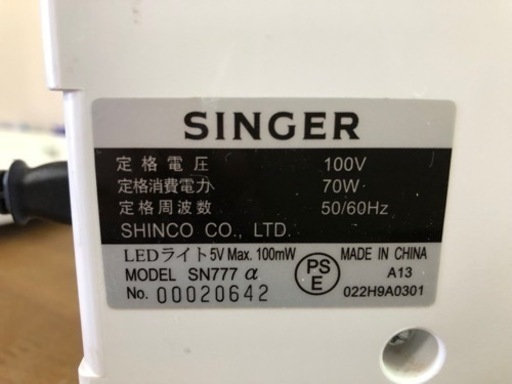 SINGER
定格電圧 100V
定格消費電力 70W
定格周波数 50/60Hz
SHINCO CO., LTD.
LEDライト5V Max. 100mW
MODEL SN777 α
No. 00020642
PS
E
MADE IN CHINA
A13
022H9A0301